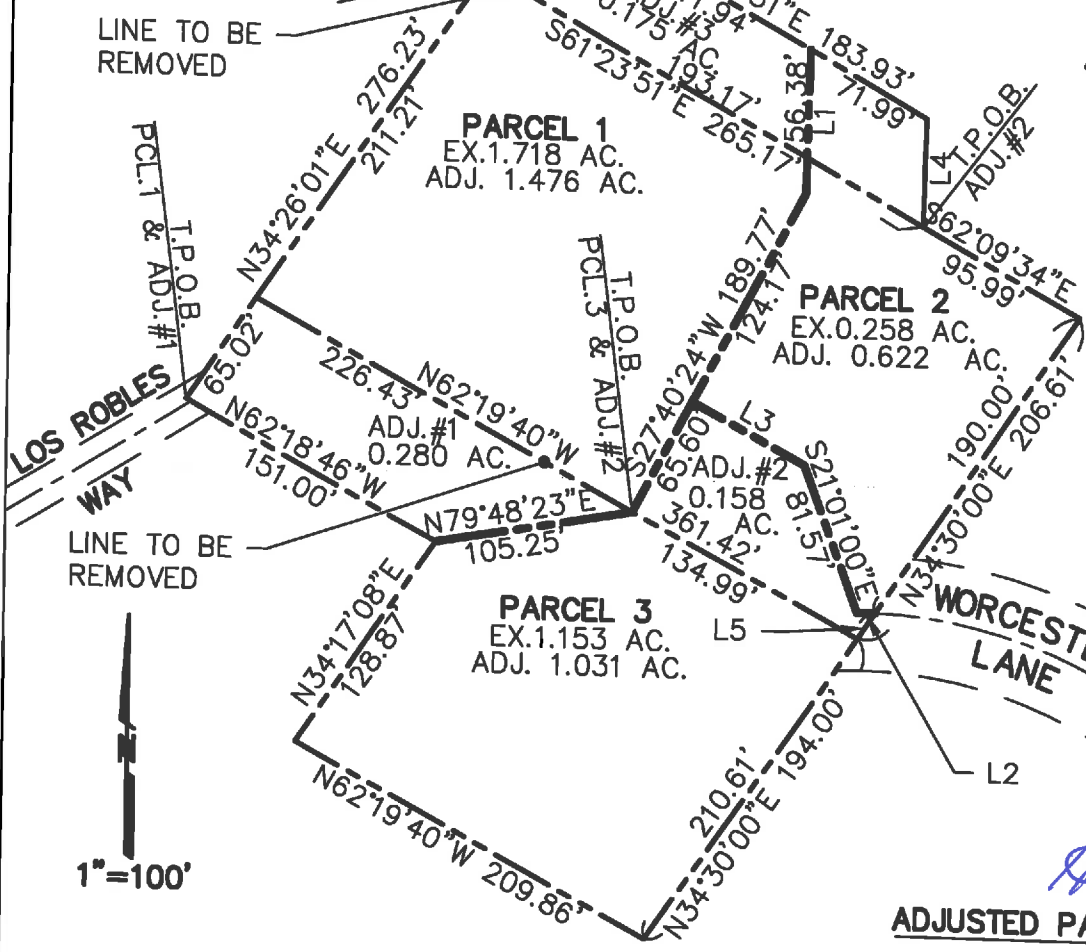 LINE TO BE
REMOVED
276.23'
211.21'
N34°26'01"E
65.02'
PARCEL 1
EX.1.718 AC.
ADJ. 1.476 AC.
S61°23'51"E 265.17'
193.17'
0.175
AC.
183.93'
71.99'
56.38'
L1
L4
T.P.O.B.
ADJ.#2
S62°09'34"E
95.99'
T.P.O.B.
PCL.1 & ADJ.#1
T.P.O.B.
PCL.3 & ADJ #2
S27°40'24"W 189.77'
124.17'
65.60'
PARCEL 2
EX.0.258 AC.
ADJ. 0.622 AC.
190.00'
N34°30'00"E 206.61'
LOS ROBLES
WAY
N62°19'40"W
226.43'
ADJ.#1
0.280 AC.
N62°18'46"W
151.00'
LINE TO BE
REMOVED
N79°48'23"E
105.25'
L3
ADJ.#2
0.158
AC.
S21°01'00"E
81.57'
361.42'
134.99'
L5
L2
LANE
N34°17'08"E
128.87'
PARCEL 3
EX.1.153 AC.
ADJ. 1.031 AC.
N62°19'40"W 209.86'
210.61'
N34°30'00"E 194.00'
N
1"=100'
ADJUSTED